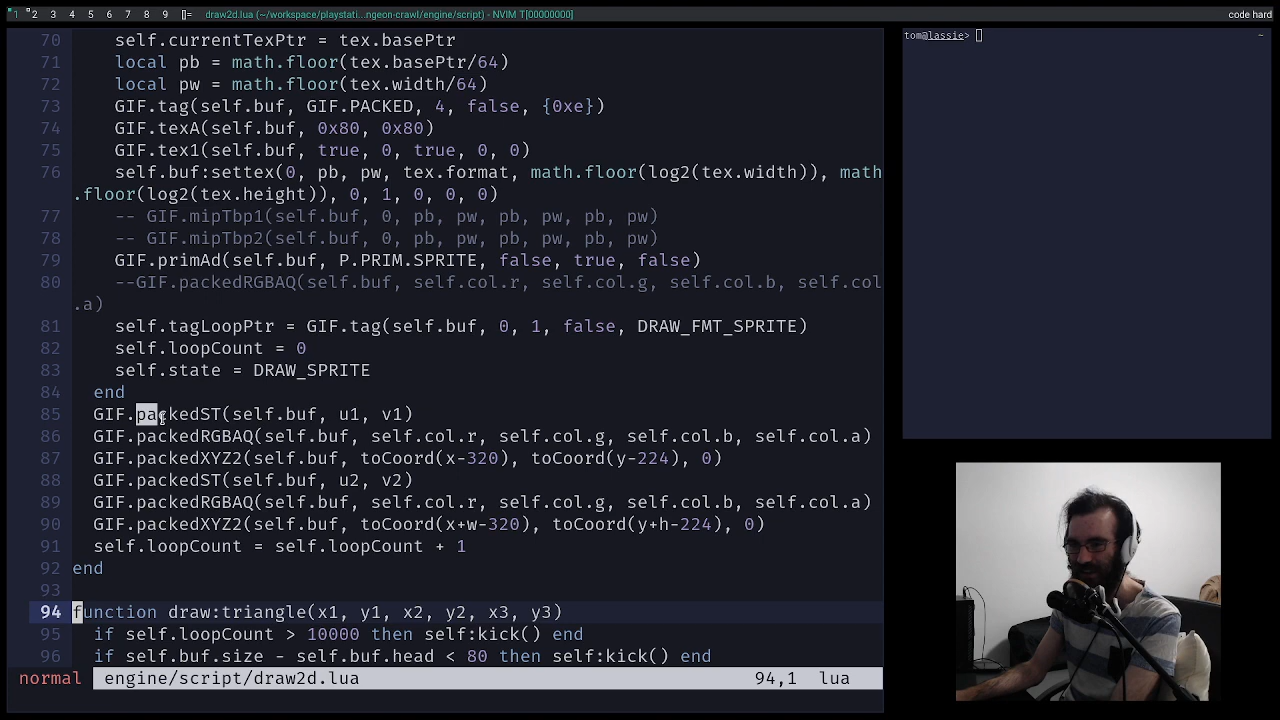 1 2 3 4 5 6 7 8 9 []= draw2d.lua (~/workspace/playstati...ngeon-crawl/engine/script) - NVIM T[00000000] code hard
70 self.currentTexPtr = tex.basePtr
71 local pb = math.floor(tex.basePtr/64)
72 local pw = math.floor(tex.width/64)
73 GIF.tag(self.buf, GIF.PACKED, 4, false, {0xe})
74 GIF.texA(self.buf, 0x80, 0x80)
75 GIF.tex1(self.buf, true, 0, true, 0, 0)
76 self.buf:settex(0, pb, pw, tex.format, math.floor(log2(tex.width)), math
.floor(log2(tex.height)), 0, 1, 0, 0, 0)
77 -- GIF.mipTbp1(self.buf, 0, pb, pw, pb, pw, pb, pw)
78 -- GIF.mipTbp2(self.buf, 0, pb, pw, pb, pw, pb, pw)
79 GIF.primAd(self.buf, P.PRIM.SPRITE, false, true, false)
80 --GIF.packedRGBAQ(self.buf, self.col.r, self.col.g, self.col.b, self.col
.a)
81 self.tagLoopPtr = GIF.tag(self.buf, 0, 1, false, DRAW_FMT_SPRITE)
82 self.loopCount = 0
83 self.state = DRAW_SPRITE
84 end
85 GIF.packedST(self.buf, u1, v1)
86 GIF.packedRGBAQ(self.buf, self.col.r, self.col.g, self.col.b, self.col.a)
87 GIF.packedXYZ2(self.buf, toCoord(x-320), toCoord(y-224), 0)
88 GIF.packedST(self.buf, u2, v2)
89 GIF.packedRGBAQ(self.buf, self.col.r, self.col.g, self.col.b, self.col.a)
90 GIF.packedXYZ2(self.buf, toCoord(x+w-320), toCoord(y+h-224), 0)
91 self.loopCount = self.loopCount + 1
92 end
93
94 function draw:triangle(x1, y1, x2, y2, x3, y3)
95 if self.loopCount > 10000 then self:kick() end
96 if self.buf.size - self.buf.head < 80 then self:kick() end
normal engine/script/draw2d.lua 94,1 lua
tom@lassie> ~